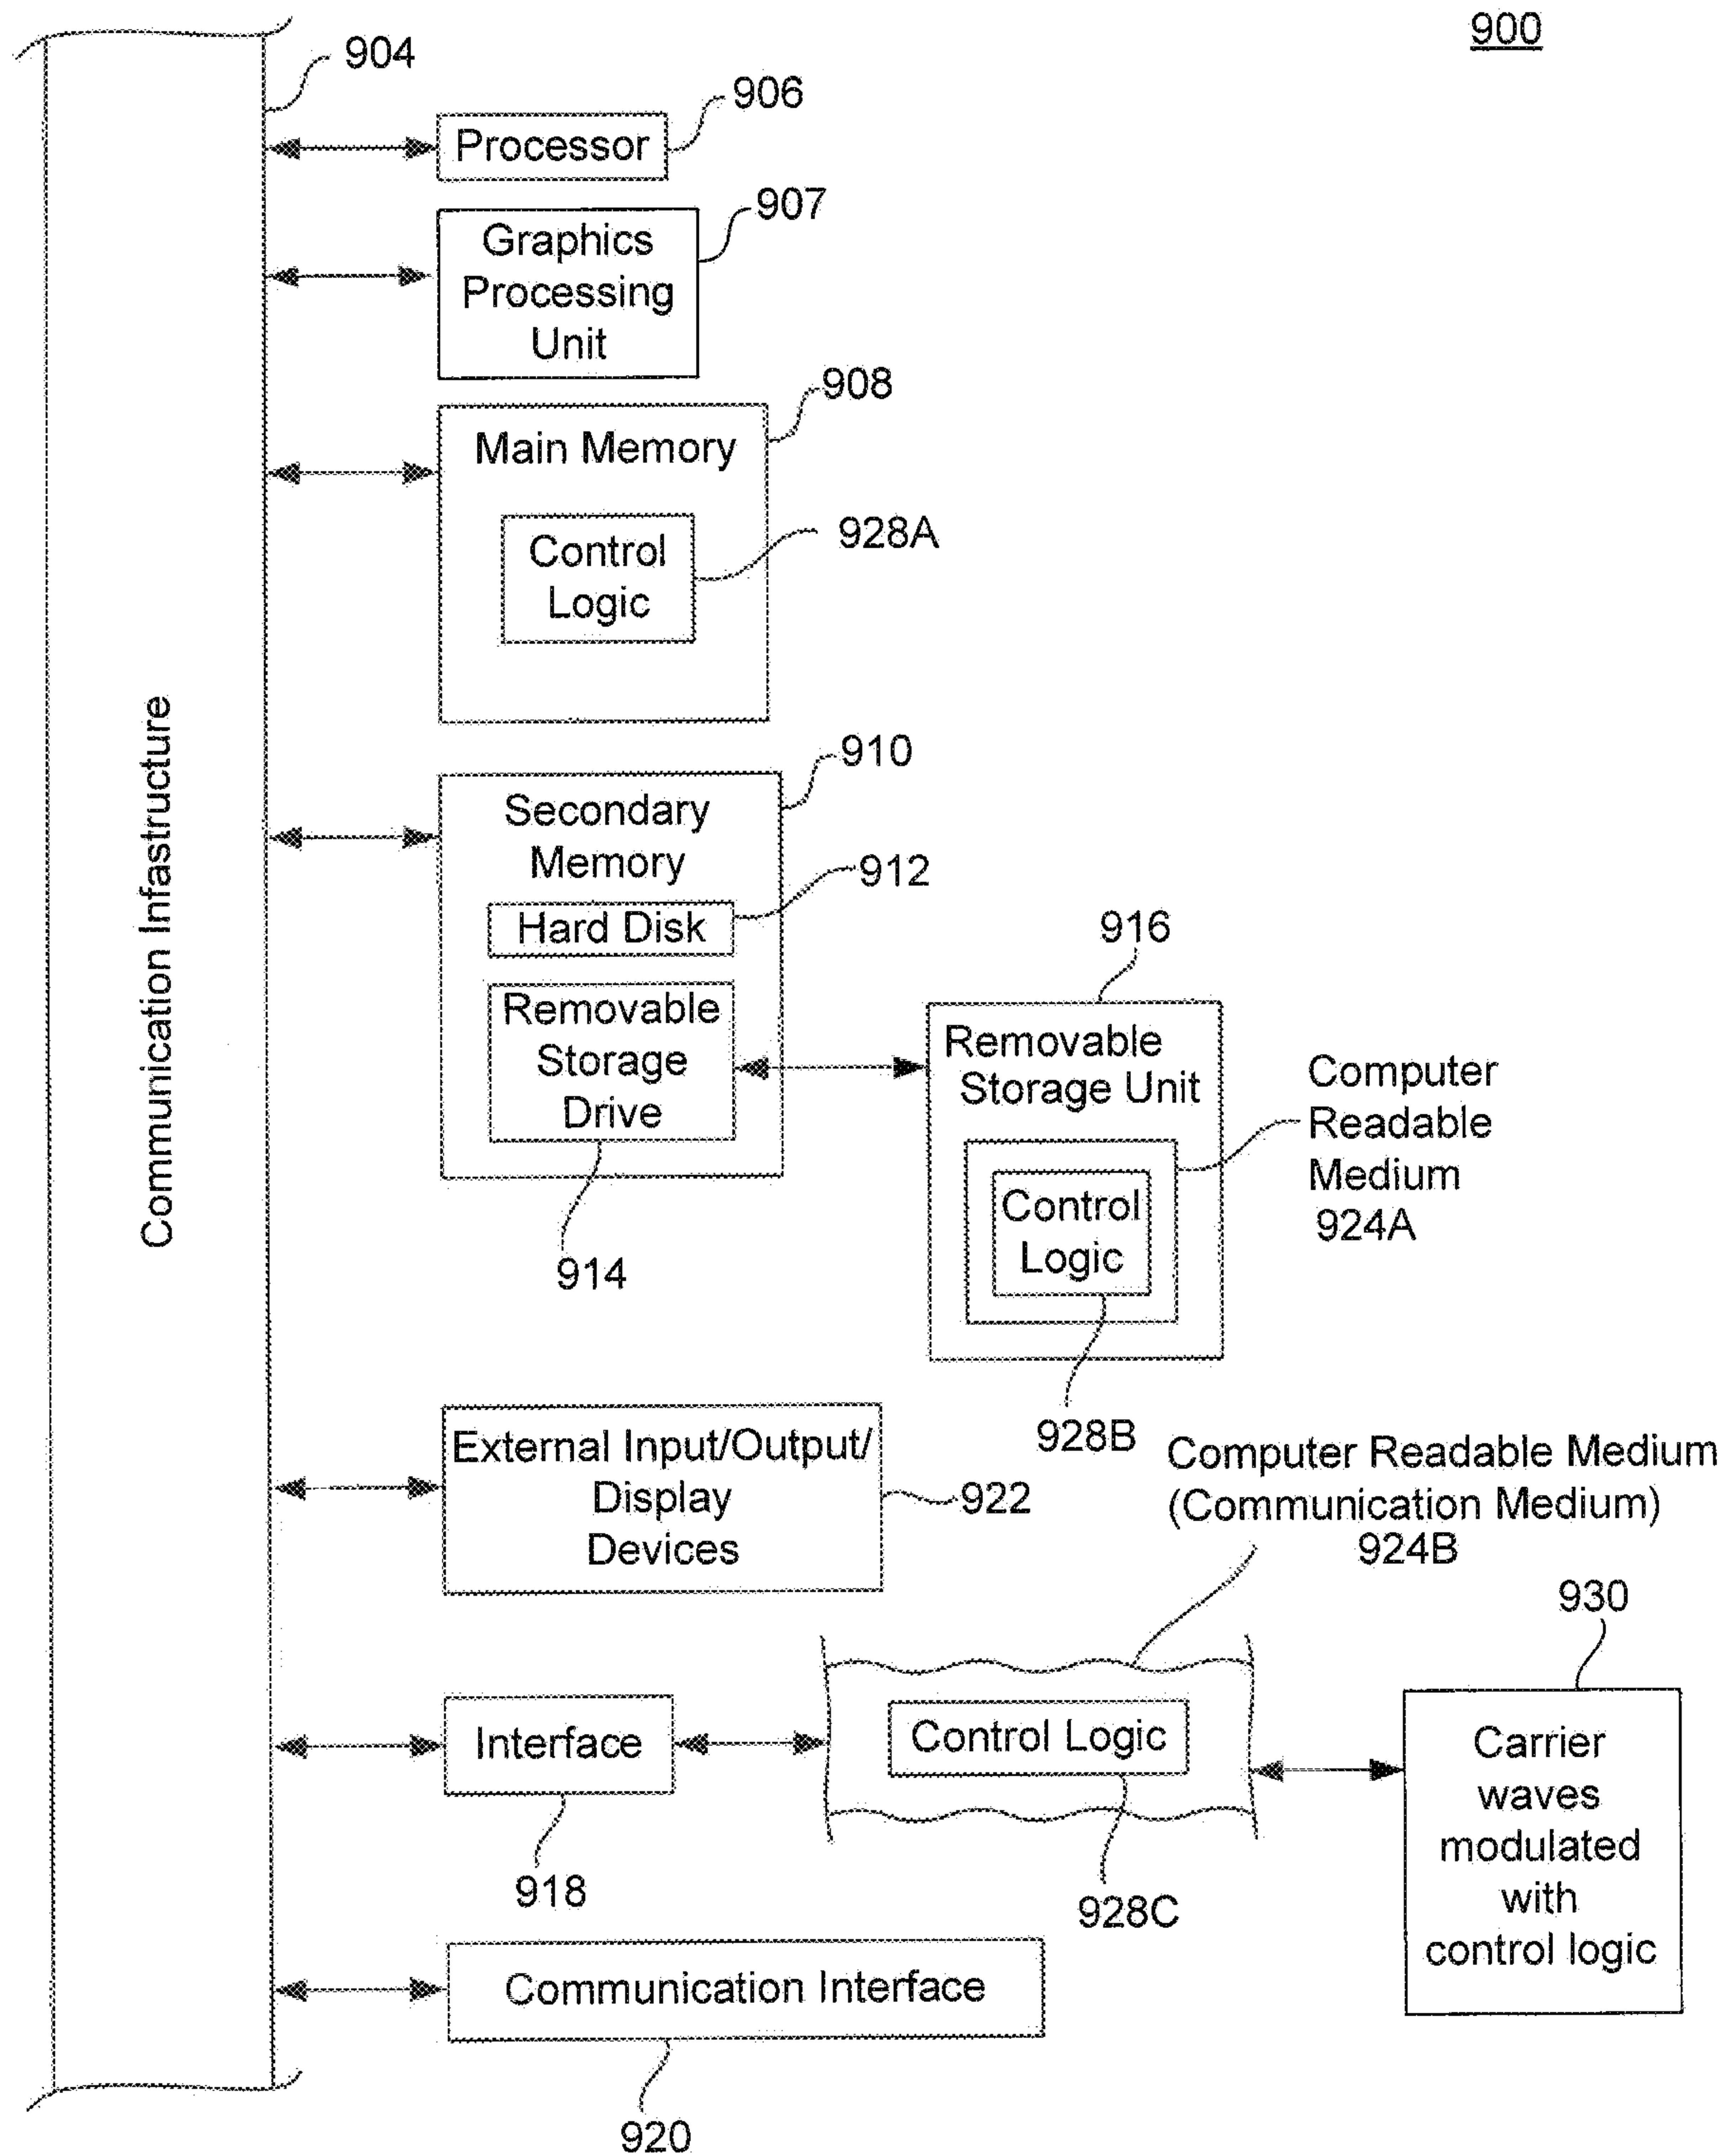 900
904
Communication Infastructure
906
Processor
907
Graphics
Processing
Unit
908
Main Memory
928A
Control
Logic
910
Secondary
Memory
912
Hard Disk
Removable
Storage
Drive
914
916
Removable
Storage Unit
Computer
Readable
Medium
924A
Control
Logic
928B
External Input/Output/
Display
Devices
922
Computer Readable Medium
(Communication Medium)
924B
930
Interface
918
Control Logic
928C
Carrier
waves
modulated
with
control logic
Communication Interface
920